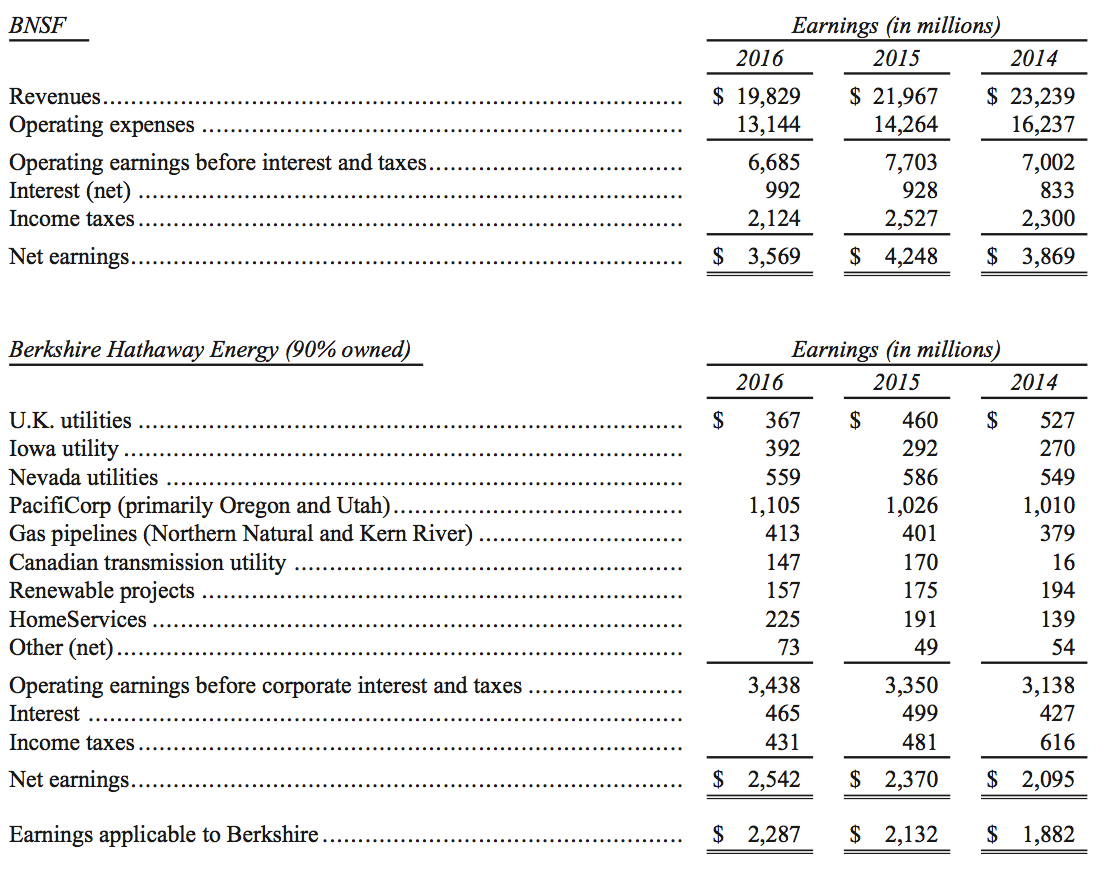 BNSF Earnings (in millions)
2016 2015 2014
Revenues $ 19,829 $ 21,967 $ 23,239
Operating expenses 13,144 14,264 16,237
Operating earnings before interest and taxes 6,685 7,703 7,002
Interest (net) 992 928 833
Income taxes 2,124 2,527 2,300
Net earnings $ 3,569 $ 4,248 $ 3,869
Berkshire Hathaway Energy (90% owned) Earnings (in millions)
2016 2015 2014
U.K. utilities $ 367 $ 460 $ 527
Iowa utility 392 292 270
Nevada utilities 559 586 549
PacifiCorp (primarily Oregon and Utah) 1,105 1,026 1,010
Gas pipelines (Northern Natural and Kern River) 413 401 379
Canadian transmission utility 147 170 16
Renewable projects 157 175 194
HomeServices 225 191 139
Other (net) 73 49 54
Operating earnings before corporate interest and taxes 3,438 3,350 3,138
Interest 465 499 427
Income taxes 431 481 616
Net earnings $ 2,542 $ 2,370 $ 2,095
Earnings applicable to Berkshire $ 2,287 $ 2,132 $ 1,882